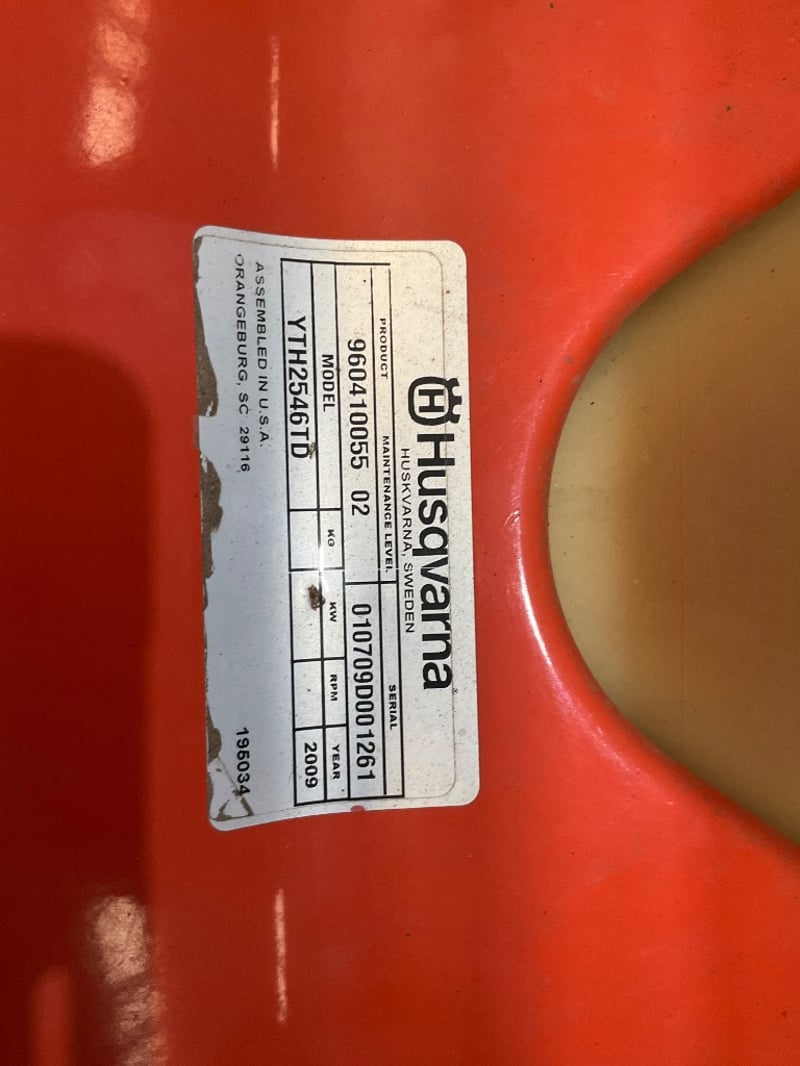 Husqvarna
HUSKVARNA, SWEDEN
PRODUCT MAINTENANCE LEVEL SERIAL
960410055 02 010709D001261
MODEL KG KW RPM YEAR
YTH2546TD 2009
ASSEMBLED IN U.S.A.
ORANGEBURG, SC 29116 195034